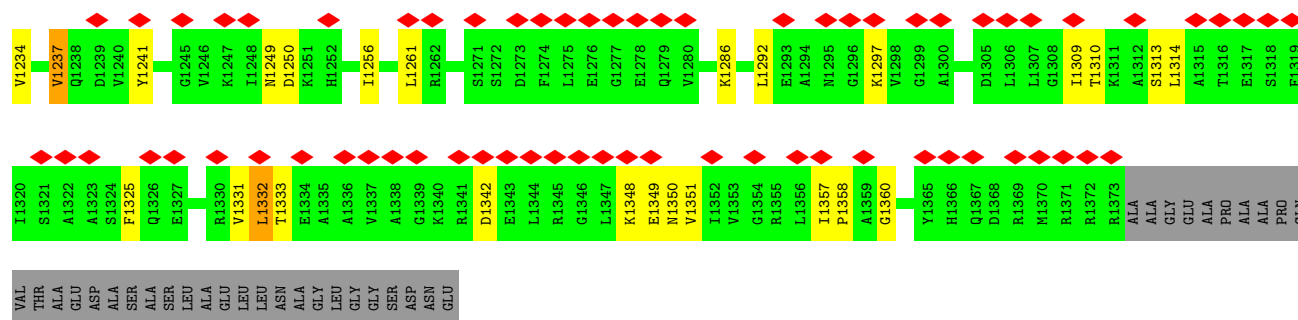 V1234 V1237 Q1238 D1239 V1240 Y1241 G1245 V1246 K1247 I1248 N1249 D1250 K1251 H1252 I1256 L1261 R1262 S1271 S1272 D1273 F1274 L1275 E1276 G1277 E1278 Q1279 V1280 K1286 L1292 E1293 A1294 N1295 G1296 K1297 V1298 G1299 A1300 D1305 L1306 L1307 G1308 I1309 T1310 K1311 A1312 S1313 L1314 A1315 T1316 E1317 S1318 F1319
I1320 S1321 A1322 A1323 S1324 F1325 Q1326 E1327 R1330 V1331 L1332 T1333 E1334 A1335 A1336 V1337 A1338 G1339 K1340 R1341 D1342 E1343 L1344 R1345 G1346 L1347 K1348 E1349 N1350 V1351 I1352 V1353 G1354 R1355 L1356 I1357 P1358 A1359 G1360 Y1365 H1366 Q1367 D1368 R1369 M1370 R1371 R1372 R1373 ALA ALA GLY GLU ALA PRO ALA ALA PRO GLN
VAL THR ALA GLU ASP ALA SER ALA SER LEU ALA GLU LEU LEU ASN ALA GLY LEU GLY GLY SER ASP ASN GLU